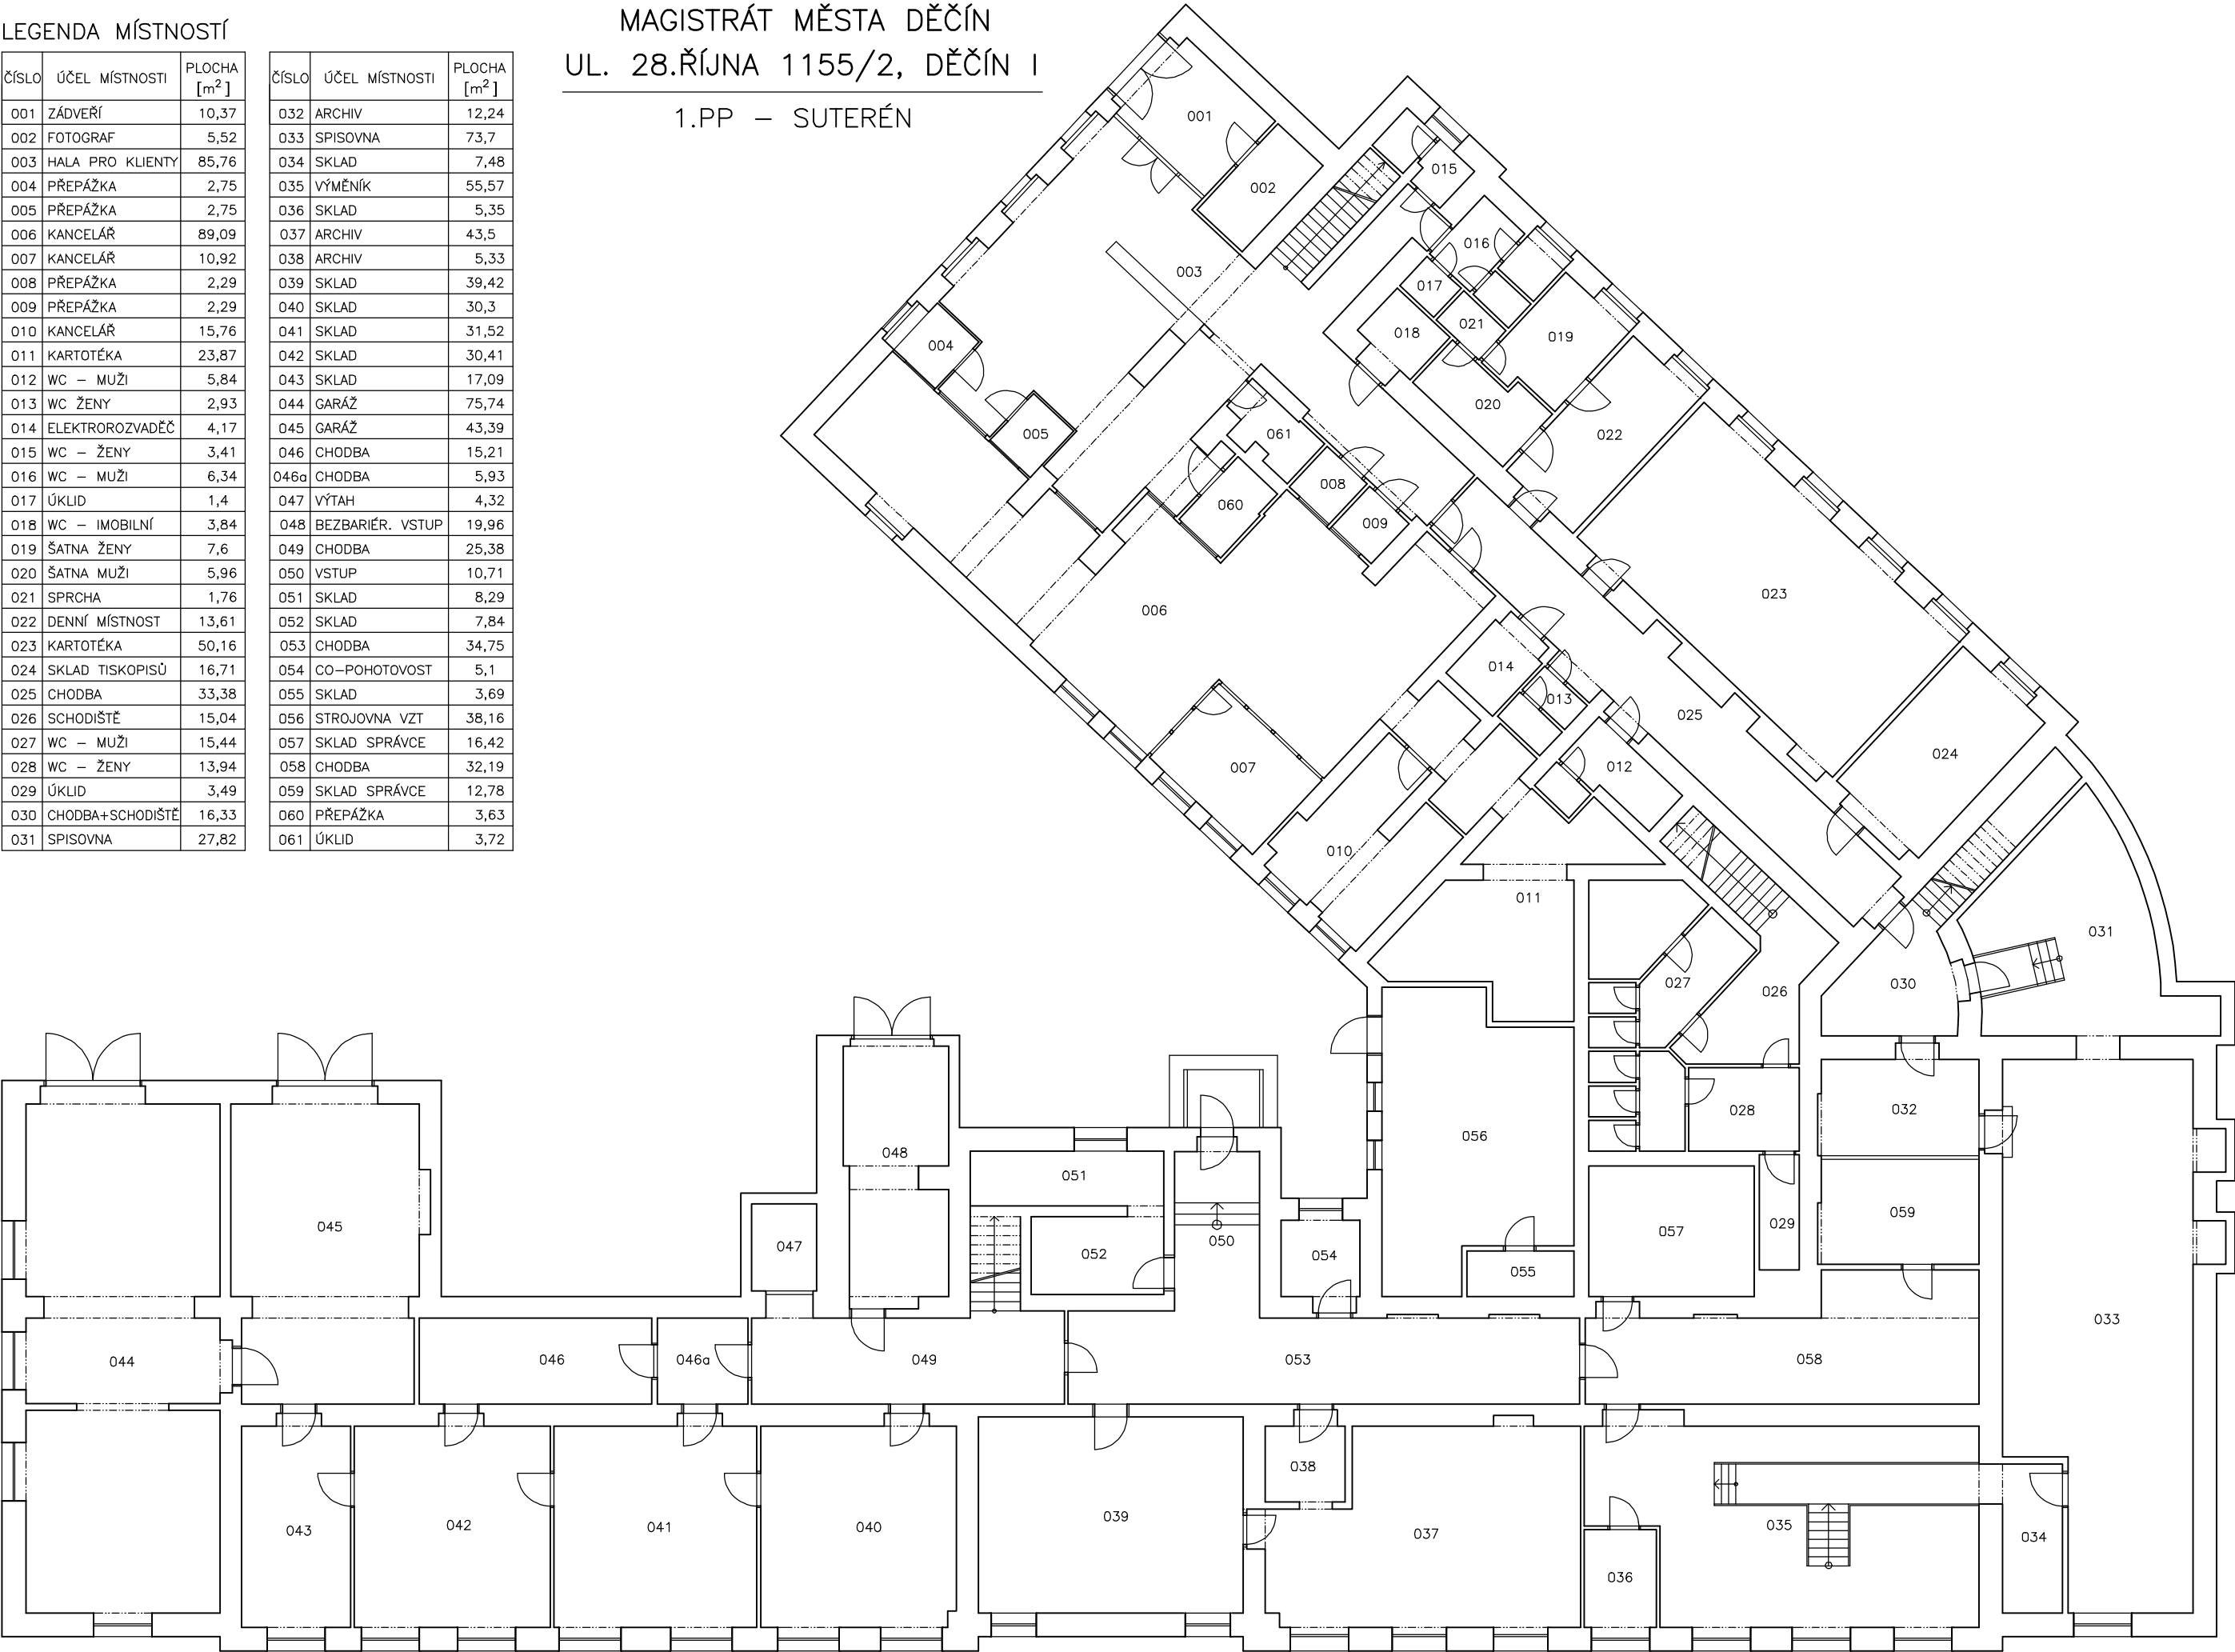 MAGISTRÁT MĚSTA DĚČÍN
UL. 28.ŘÍJNA 1155/2, DĚČÍN I
1.PP – SUTERÉN
LEGENDA MÍSTNOSTÍ
ČÍSLO ÚČEL MÍSTNOSTI PLOCHA [m²]
001 ZÁDVEŘÍ 10,37
002 FOTOGRAF 5,52
003 HALA PRO KLIENTY 85,76
004 PŘEPÁŽKA 2,75
005 PŘEPÁŽKA 2,75
006 KANCELÁŘ 89,09
007 KANCELÁŘ 10,92
008 PŘEPÁŽKA 2,29
009 PŘEPÁŽKA 2,29
010 KANCELÁŘ 15,76
011 KARTOTÉKA 23,87
012 WC – MUŽI 5,84
013 WC ŽENY 2,93
014 ELEKTROROZVADĚČ 4,17
015 WC – ŽENY 3,41
016 WC – MUŽI 6,34
017 ÚKLID 1,4
018 WC – IMOBILNÍ 3,84
019 ŠATNA ŽENY 7,6
020 ŠATNA MUŽI 5,96
021 SPRCHA 1,76
022 DENNÍ MÍSTNOST 13,61
023 KARTOTÉKA 50,16
024 SKLAD TISKOPISŮ 16,71
025 CHODBA 33,38
026 SCHODIŠTĚ 15,04
027 WC – MUŽI 15,44
028 WC – ŽENY 13,94
029 ÚKLID 3,49
030 CHODBA+SCHODIŠTĚ 16,33
031 SPISOVNA 27,82
ČÍSLO ÚČEL MÍSTNOSTI PLOCHA [m²]
032 ARCHIV 12,24
033 SPISOVNA 73,7
034 SKLAD 7,48
035 VÝMĚNÍK 55,57
036 SKLAD 5,35
037 ARCHIV 43,5
038 ARCHIV 5,33
039 SKLAD 39,42
040 SKLAD 30,3
041 SKLAD 31,52
042 SKLAD 30,41
043 SKLAD 17,09
044 GARÁŽ 75,74
045 GARÁŽ 43,39
046 CHODBA 15,21
046a CHODBA 5,93
047 VÝTAH 4,32
048 BEZBARIÉR. VSTUP 19,96
049 CHODBA 25,38
050 VSTUP 10,71
051 SKLAD 8,29
052 SKLAD 7,84
053 CHODBA 34,75
054 CO–POHOTOVOST 5,1
055 SKLAD 3,69
056 STROJOVNA VZT 38,16
057 SKLAD SPRÁVCE 16,42
058 CHODBA 32,19
059 SKLAD SPRÁVCE 12,78
060 PŘEPÁŽKA 3,63
061 ÚKLID 3,72
001
002
015
016
003
017
018
021
019
004
020
005
061
022
008
060
009
023
006
014
013
025
024
007
012
010
011
031
027
030
026
032
028
056
048
051
059
029
057
050
045
047
052
054
055
033
044
046
046a
049
053
058
038
043
042
041
040
039
037
035
034
036